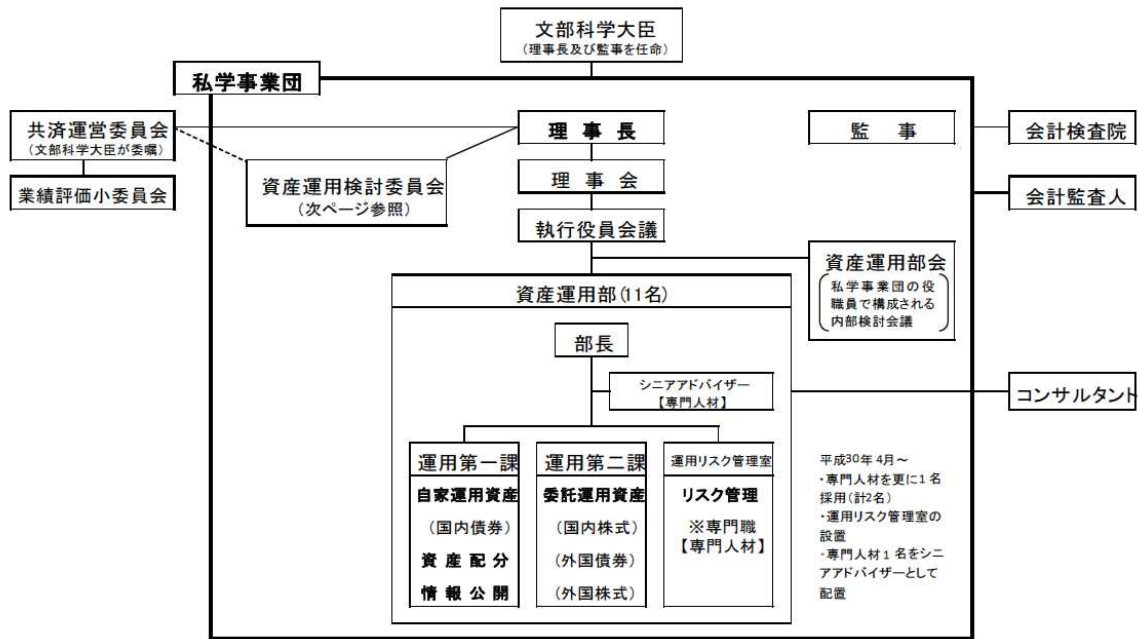 文部科学大臣
(理事長及び監事を任命)
私学事業団
共済運営委員会
(文部科学大臣が委嘱)
業績評価小委員会
資産運用検討委員会
(次ページ参照)
理事長
理事会
執行役員会議
監事
会計検査院
会計監査人
資産運用部会
私学事業団の役
職員で構成される
内部検討会議
資産運用部(11名)
部長
シニアアドバイザー
【専門人材】
コンサルタント
運用第一課
自家運用資産
(国内債券)
資産配分
情報公開
運用第二課
委託運用資産
(国内株式)
(外国債券)
(外国株式)
運用リスク管理室
リスク管理
※専門職
【専門人材】
平成30年4月～
・専門人材を更に1名
採用(計2名)
・運用リスク管理室の
設置
・専門人材1名をシニ
アアドバイザーとして
配置